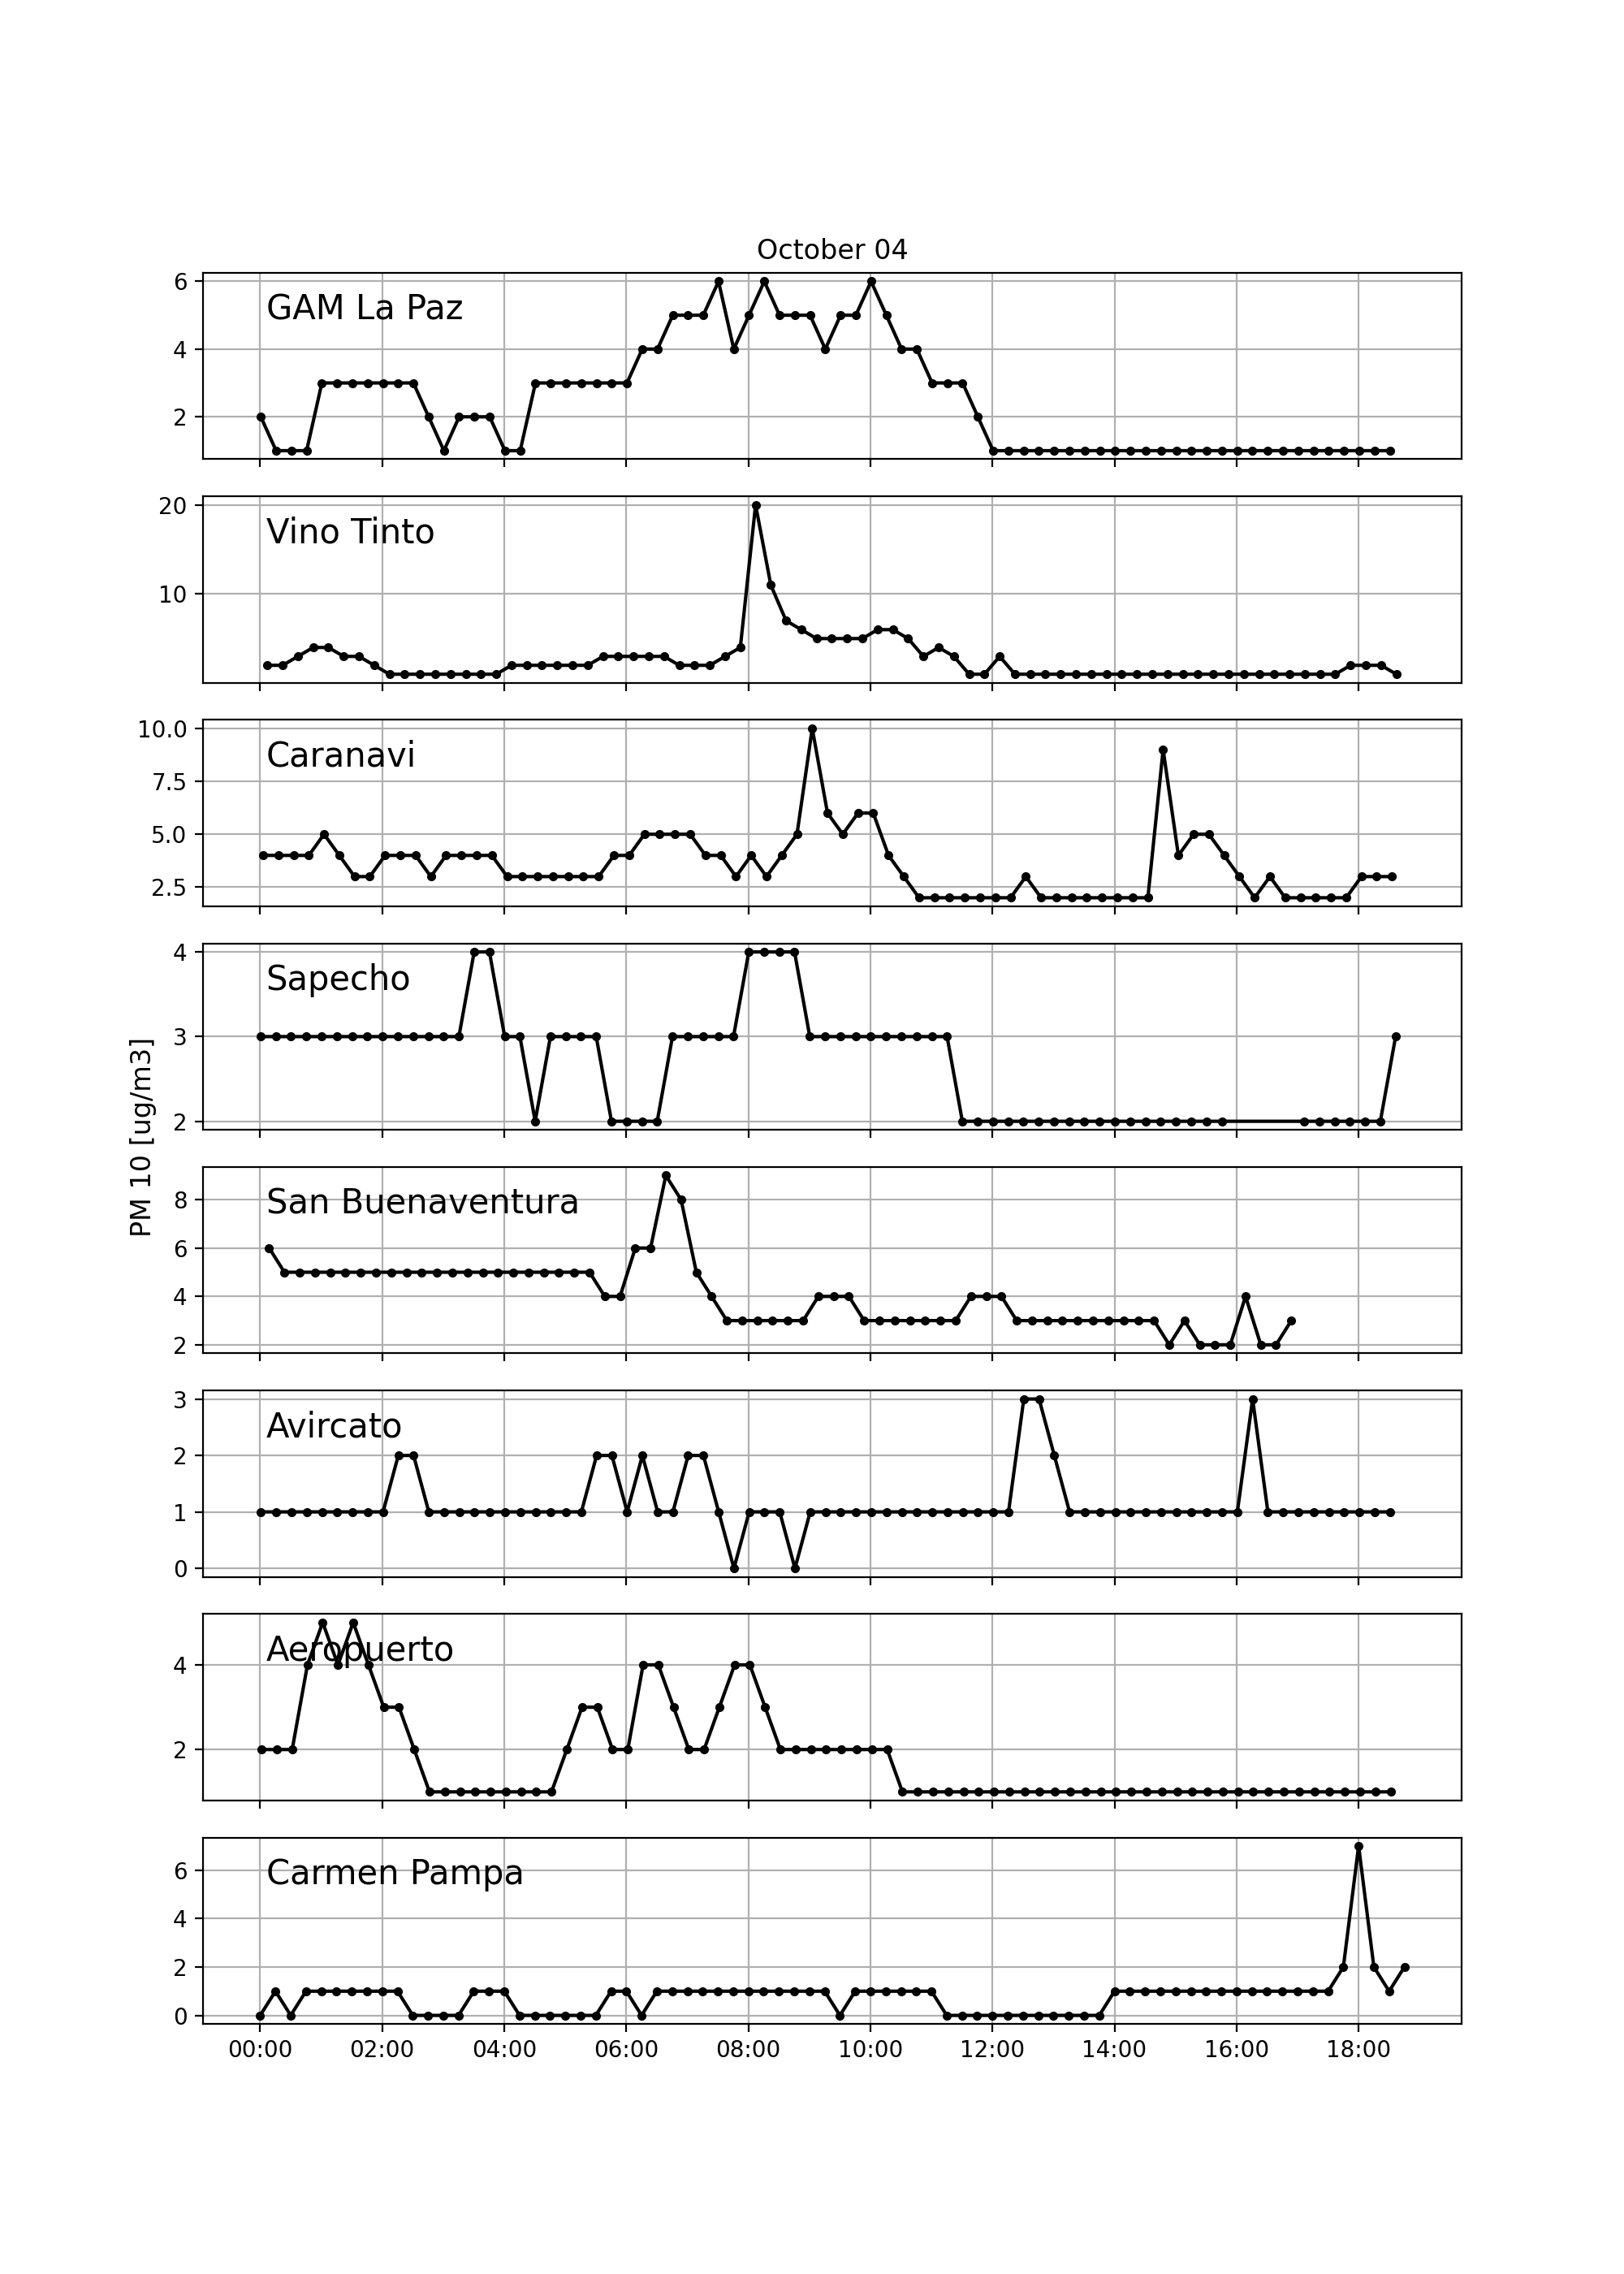 October 04
PM 10 [ug/m3]
6
4
2
GAM La Paz
20
10
Vino Tinto
10.0
7.5
5.0
2.5
Caranavi
4
3
2
Sapecho
8
6
4
2
San Buenaventura
3
2
1
0
Avircato
4
2
Aeropuerto
6
4
2
0
Carmen Pampa
00:00 02:00 04:00 06:00 08:00 10:00 12:00 14:00 16:00 18:00